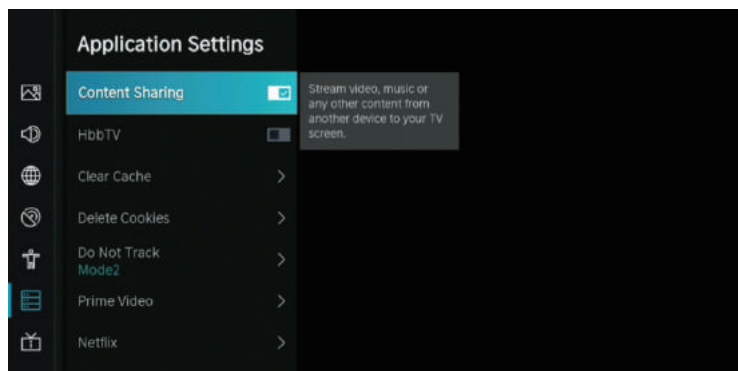 Application Settings
Content Sharing
Stream video, music or
any other content from
another device to your TV
screen.
HbbTV
Clear Cache
Delete Cookies
Do Not Track
Mode2
Prime Video
Netflix